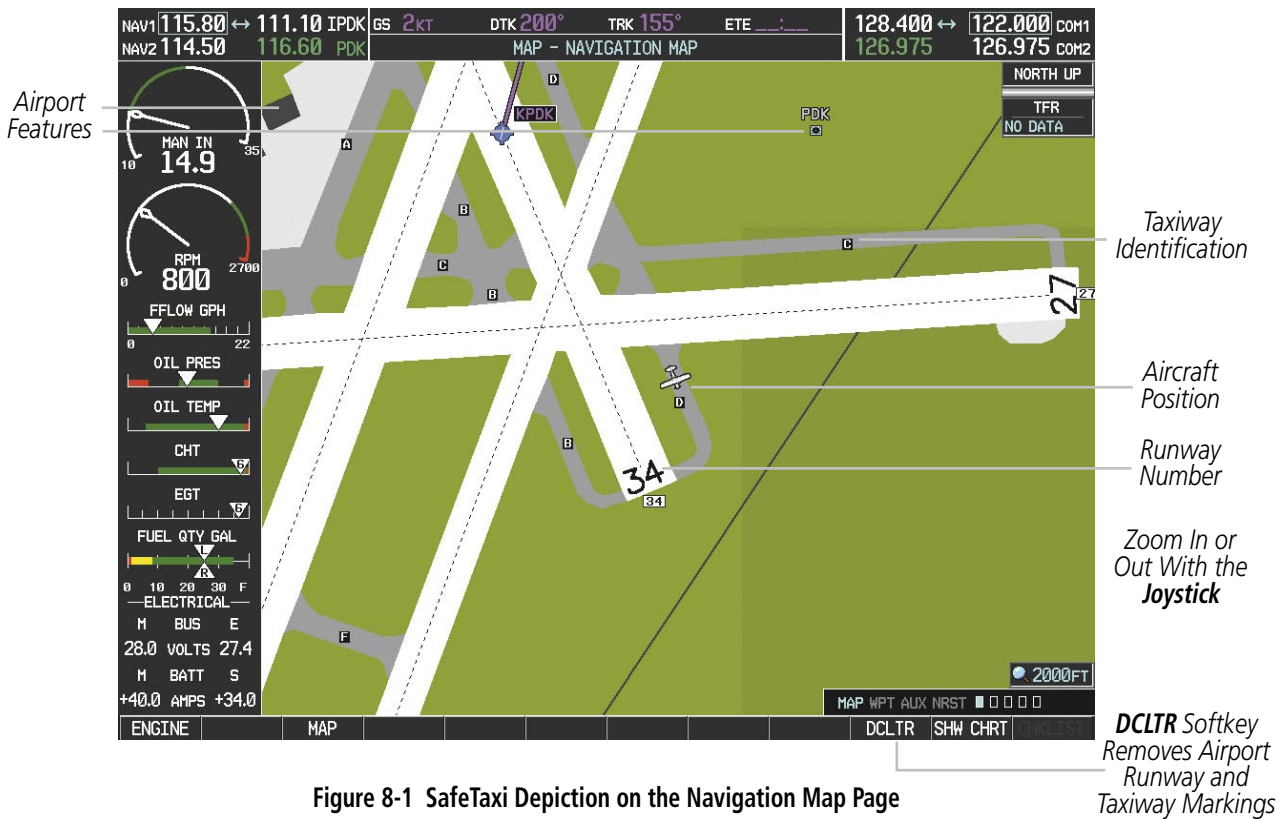 NAV1 115.80 ↔ 111.10 IPDK
NAV2 114.50 116.60 PDK
GS 2KT DTK 200° TRK 155° ETE __:__
MAP - NAVIGATION MAP
128.400 ↔ 122.000 COM1
126.975 126.975 COM2
Airport
Features
MAN IN
14.9
10 35
RPM
800
0 2700
FFLOW GPH
0 22
OIL PRES
OIL TEMP
CHT
6
EGT
6
FUEL QTY GAL
L
R
0 10 20 30 F
ELECTRICAL
M BUS E
28.0 VOLTS 27.4
M BATT S
+40.0 AMPS +34.0
NORTH UP
TFR
NO DATA
D
KPDK
PDK
A
B
C
C
B
27
27
D
B
34
34
F
Taxiway
Identification
Aircraft
Position
Runway
Number
Zoom In or
Out With the
Joystick
2000FT
MAP WPT AUX NRST
ENGINE MAP DCLTR SHW CHRT CHKLIST
DCLTR Softkey
Removes Airport
Runway and
Taxiway Markings
Figure 8-1 SafeTaxi Depiction on the Navigation Map Page